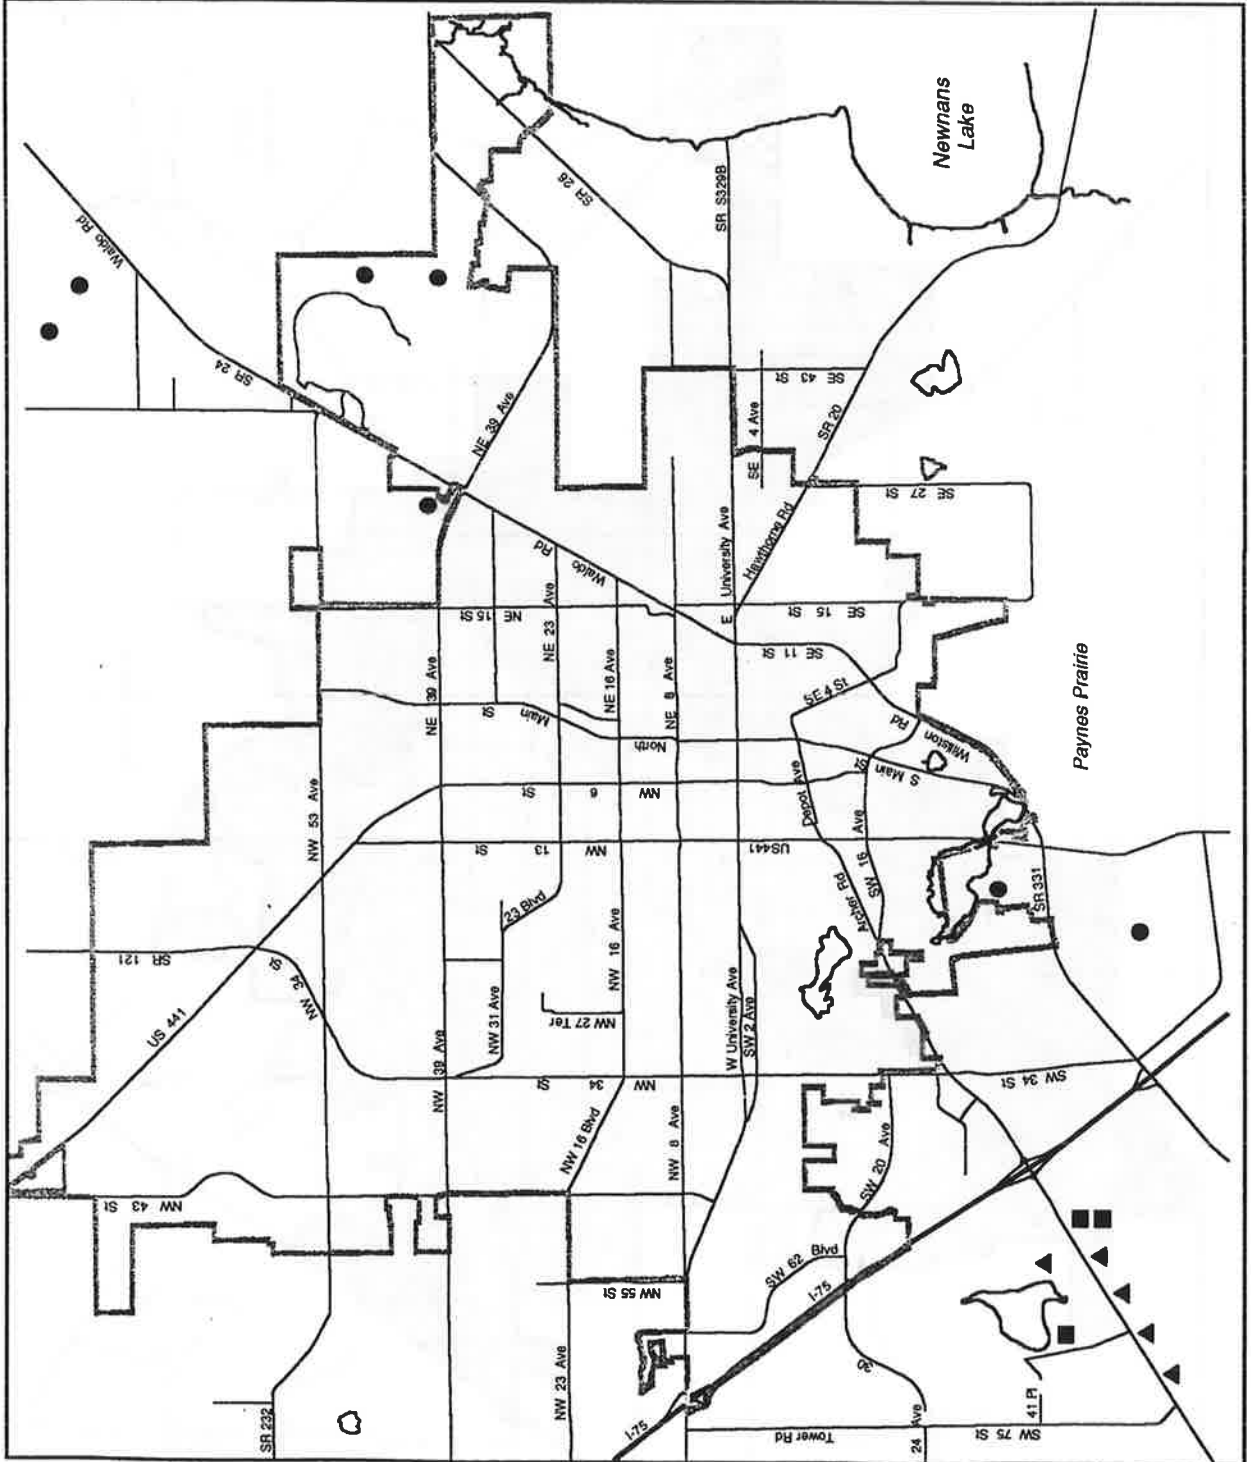 Newnans
Lake
Waldo Rd
SR 26
SR S329B
SR 24
NE 39 Ave
SE 43 St
SE 4 Ave
SR 20
SE 27 St
Hawthorne Rd
E University Ave
Waldo Rd
NE 15 St
NE 23 Ave
SE 15 St
SE 11 St
NE 39 Ave
NE 16 Ave
NE 8 Ave
SE 4 St
Paynes Prairie
North Main St
Williston Rd
S Main St
NW 6 St
Depot Ave
NW 53 Ave
NW 13 St
US441
SW 16 Ave
Archer Rd
SR 331
23 Blvd
NW 16 Ave
SR 121
NW 34 St
US 441
NW 31 Ave
NW 27 Ter
W University Ave
SW 2 Ave
NW 39 Ave
NW 34 St
SW 34 St
NW 16 Blvd
NW 8 Ave
SW 20 Ave
NW 43 St
SW 62 Blvd
I-75
NW 55 St
NW 23 Ave
30
SR 232
I-75
Tower Rd
24 Ave
41 Pl
SW 75 St